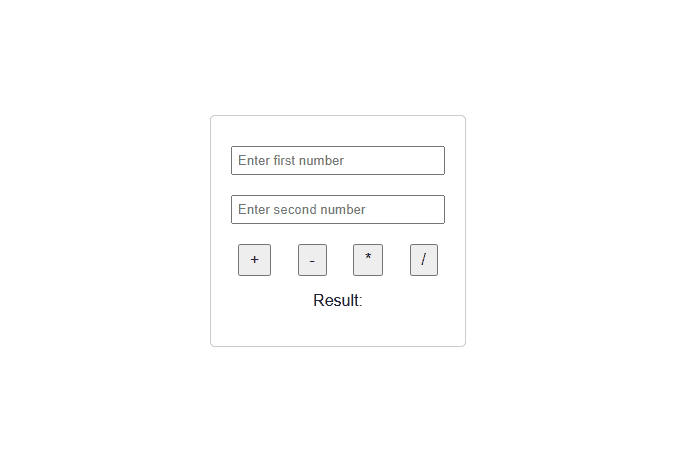 Enter first number
Enter second number
+ - * /
Result: